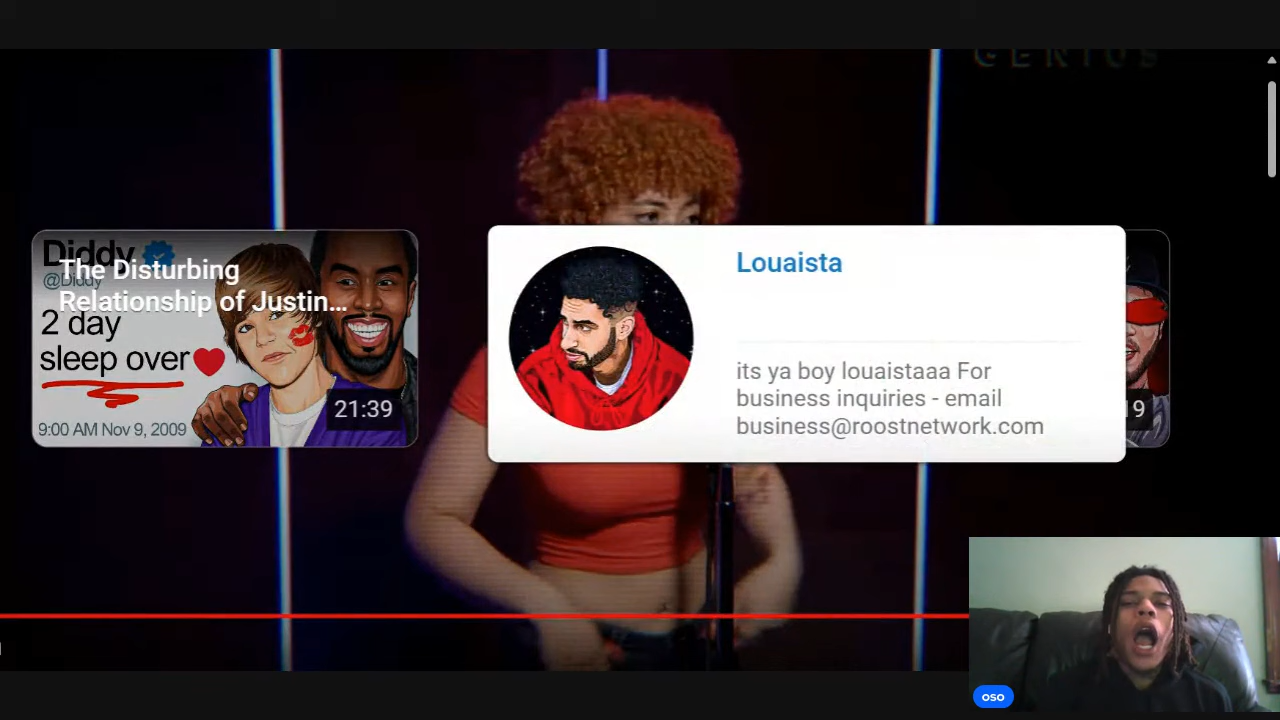 GENIUS
Diddy
@Diddy
The Disturbing
Relationship of Justin…
2 day
sleep over
21:39
9:00 AM Nov 9, 2009
Louaista
its ya boy louaistaaa For
business inquiries - email
business@roostnetwork.com
19
oso